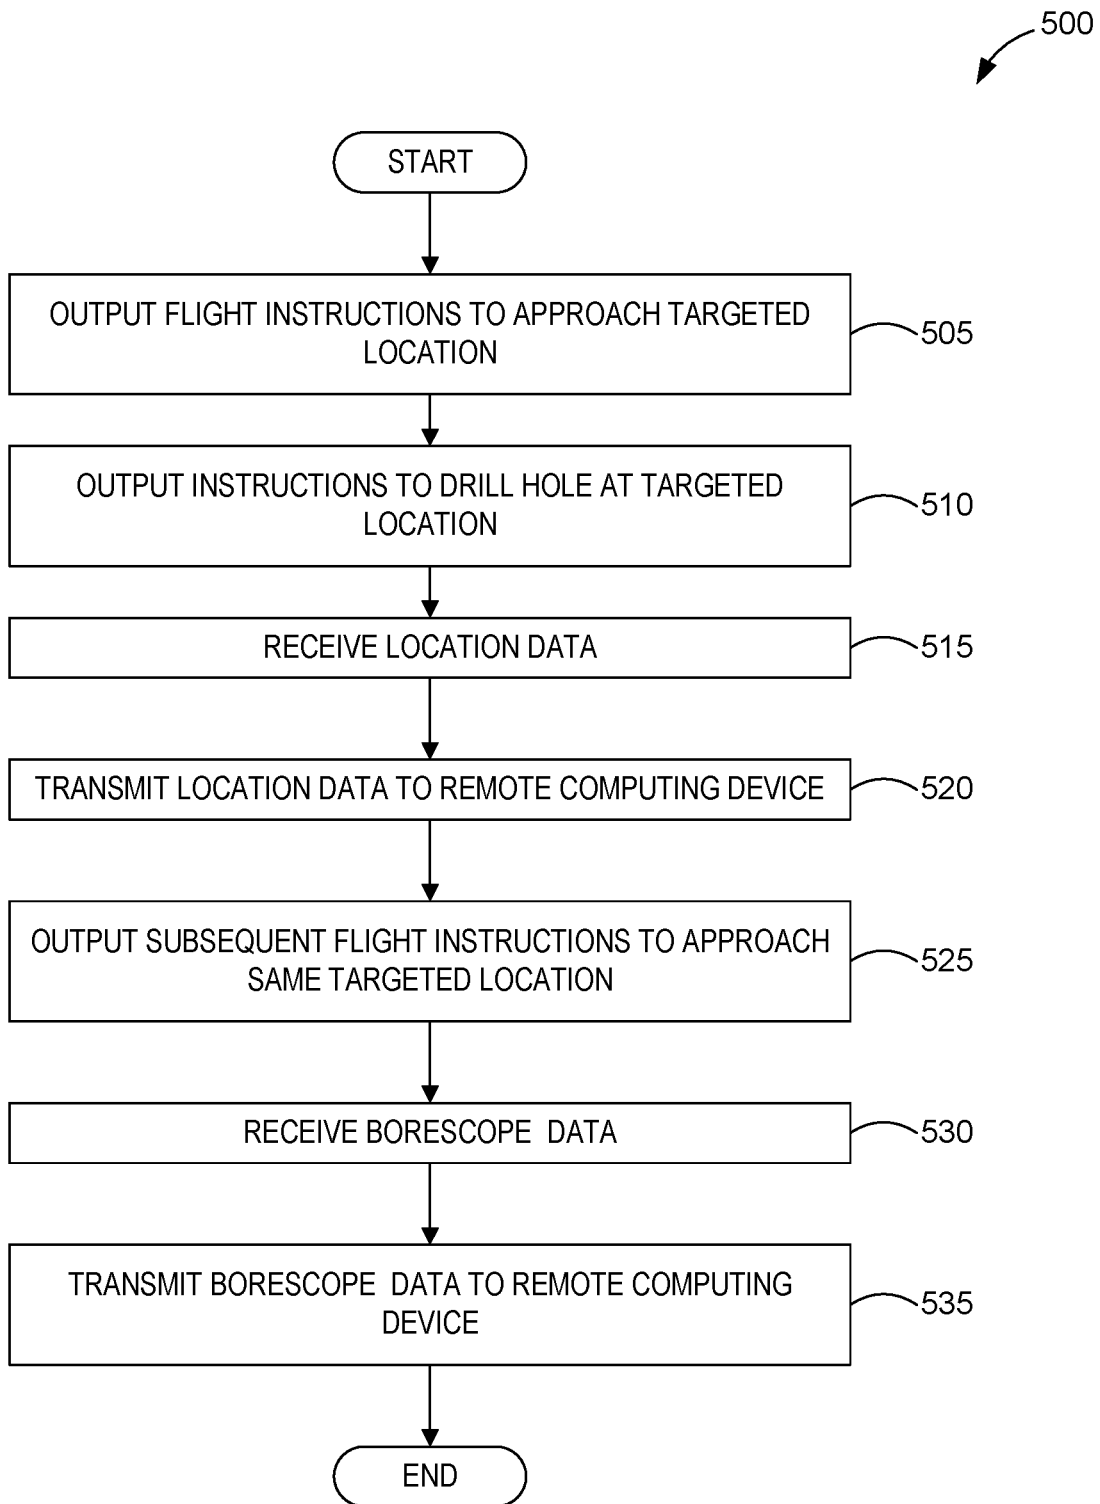 500
START
OUTPUT FLIGHT INSTRUCTIONS TO APPROACH TARGETED
LOCATION
505
OUTPUT INSTRUCTIONS TO DRILL HOLE AT TARGETED
LOCATION
510
RECEIVE LOCATION DATA
515
TRANSMIT LOCATION DATA TO REMOTE COMPUTING DEVICE
520
OUTPUT SUBSEQUENT FLIGHT INSTRUCTIONS TO APPROACH
SAME TARGETED LOCATION
525
RECEIVE BORESCOPE DATA
530
TRANSMIT BORESCOPE DATA TO REMOTE COMPUTING
DEVICE
535
END